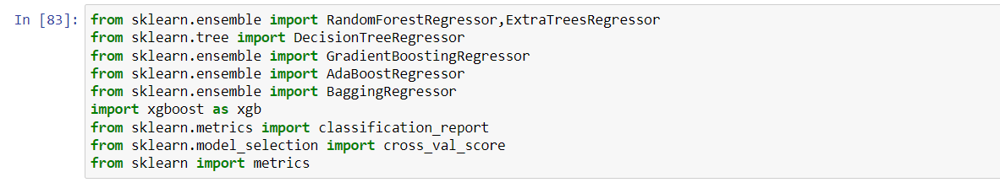 In [83]: from sklearn.ensemble import RandomForestRegressor,ExtraTreesRegressor
from sklearn.tree import DecisionTreeRegressor
from sklearn.ensemble import GradientBoostingRegressor
from sklearn.ensemble import AdaBoostRegressor
from sklearn.ensemble import BaggingRegressor
import xgboost as xgb
from sklearn.metrics import classification_report
from sklearn.model_selection import cross_val_score
from sklearn import metrics